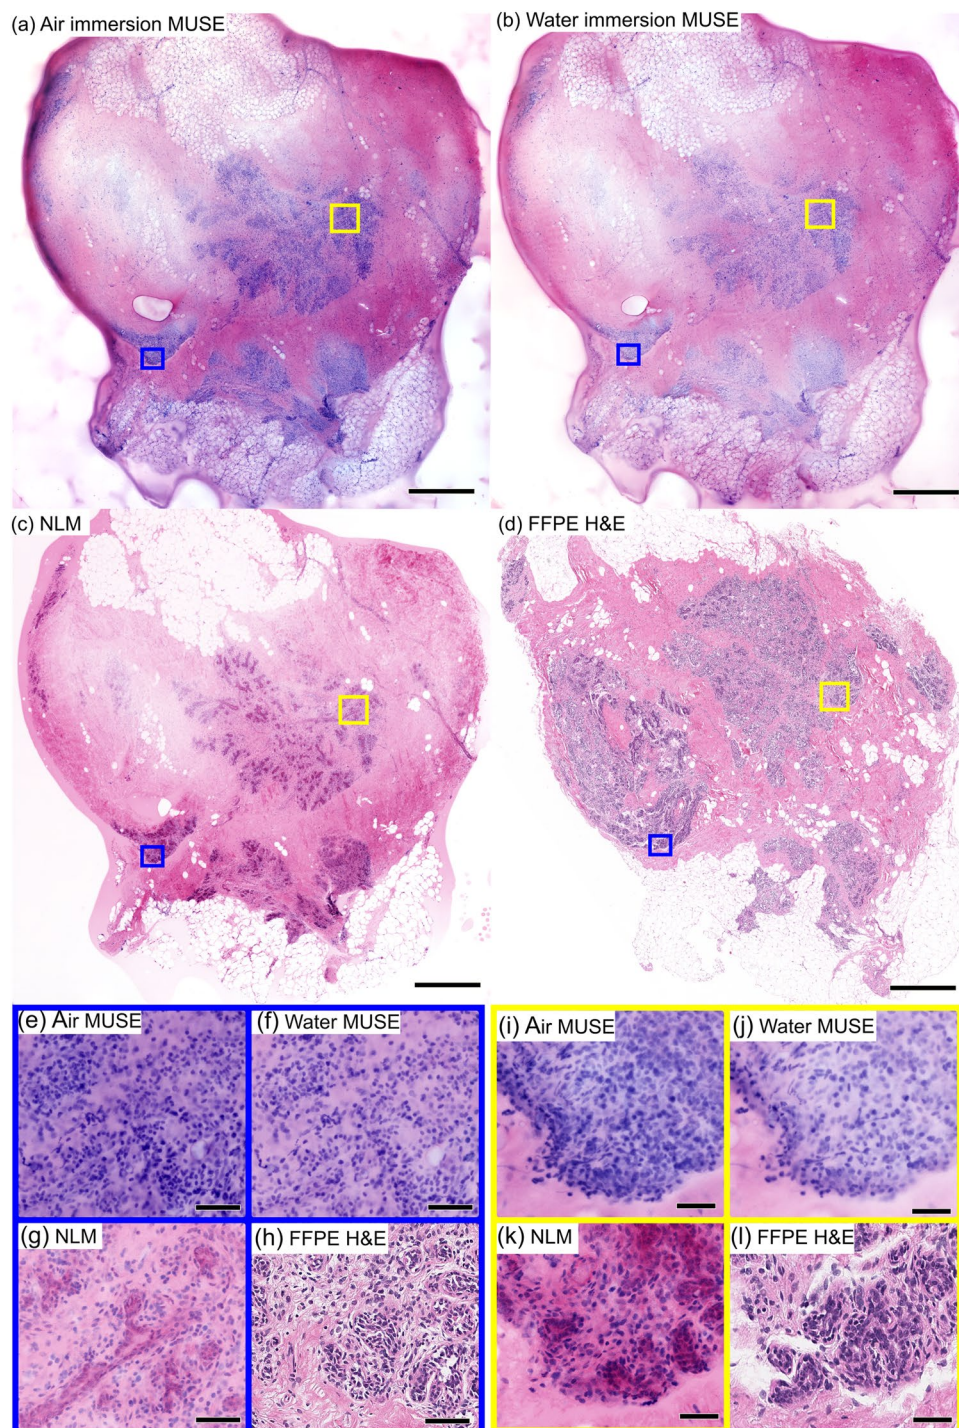 (a) Air immersion MUSE
(b) Water immersion MUSE
(c) NLM
(d) FFPE H&E
(e) Air MUSE
(f) Water MUSE
(i) Air MUSE
(j) Water MUSE
(g) NLM
(h) FFPE H&E
(k) NLM
(l) FFPE H&E